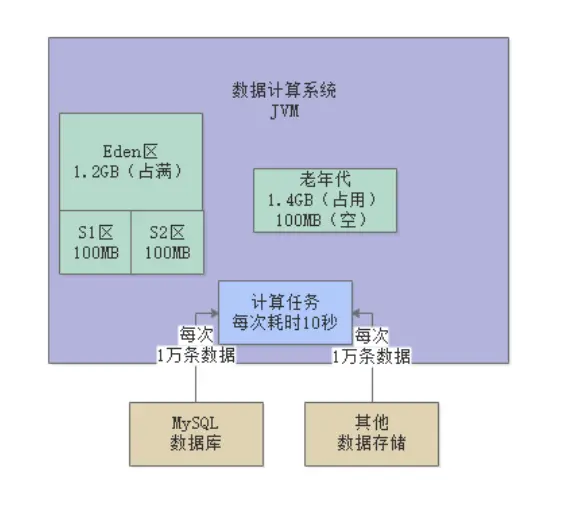 数据计算系统
JVM
Eden区
1.2GB（占满）
S1区
100MB
S2区
100MB
老年代
1.4GB（占用）
100MB（空）
计算任务
每次耗时10秒
每次
1万条数据
每次
1万条数据
MySQL
数据库
其他
数据存储